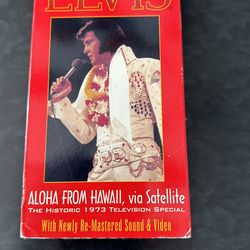 ELVIS
ALOHA FROM HAWAII, via Satellite
THE HISTORIC 1973 TELEVISION SPECIAL
With Newly Re-Mastered Sound & Video